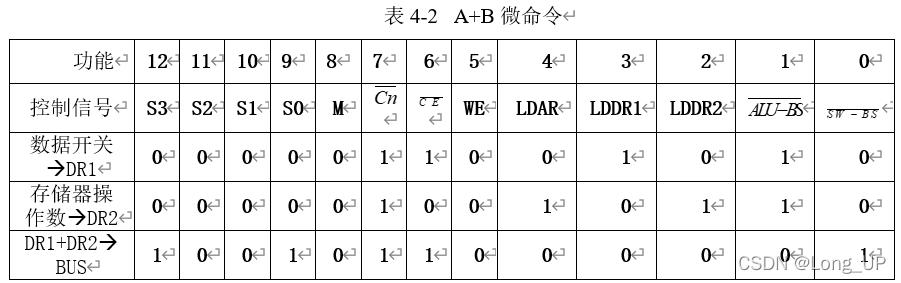 表 4-2 A+B 微命令↵
功能↵ 12↵ 11↵ 10↵ 9↵ 8↵ 7↵ 6↵ 5↵ 4↵ 3↵ 2↵ 1↵ 0↵
控制信号↵ S3↵ S2↵ S1↵ S0↵ M↵ Cn↵ CE↵ WE↵ LDAR↵ LDDR1↵ LDDR2↵ ALU-BS↵ SW-BS↵
数据开关
→DR1↵ 0↵ 0↵ 0↵ 0↵ 0↵ 1↵ 1↵ 0↵ 0↵ 1↵ 0↵ 1↵ 0↵
存储器操
作数→DR2↵ 0↵ 0↵ 0↵ 0↵ 0↵ 1↵ 0↵ 0↵ 1↵ 0↵ 1↵ 1↵ 0↵
DR1+DR2→
BUS↵ 1↵ 0↵ 0↵ 1↵ 0↵ 1↵ 1↵ 0↵ 0↵ 0↵ 0↵ 0↵ 1↵
CSDN @Long_UP